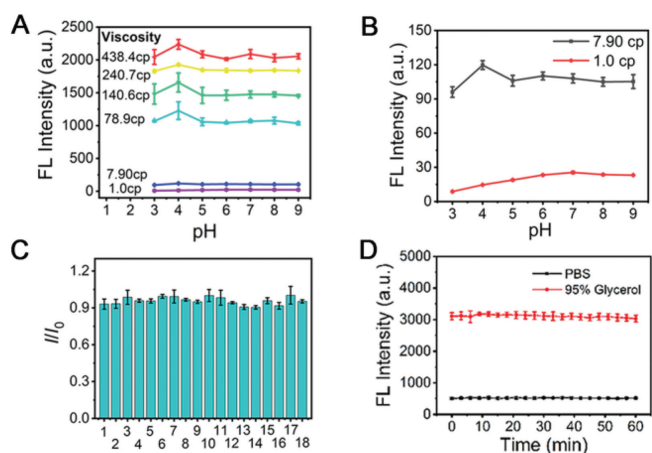 A
FL Intensity (a.u.)
2500
2000
1500
1000
500
0
Viscosity
438.4cp
240.7cp
140.6cp
78.9cp
7.90cp
1.0cp
1 2 3 4 5 6 7 8 9
pH
B
FL Intensity (a.u.)
150
120
90
60
30
0
7.90 cp
1.0 cp
3 4 5 6 7 8 9
pH
C
I/I0
1.2
0.9
0.6
0.3
0.0
1 3 5 7 9 11 13 15 17
2 4 6 8 10 12 14 16 18
D
FL Intensity (a.u.)
5000
4000
3000
2000
1000
0
PBS
95% Glycerol
0 10 20 30 40 50 60
Time (min)